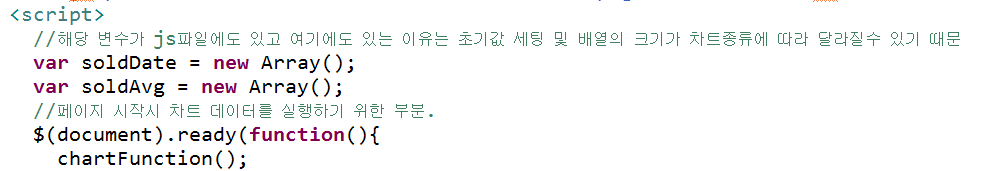 <script>
//해당 변수가 js파일에도 있고 여기에도 있는 이유는 초기값 세팅 및 배열의 크기가 차트종류에 따라 달라질수 있기 때문
var soldDate = new Array();
var soldAvg = new Array();
//페이지 시작시 차트 데이터를 실행하기 위한 부분.
$(document).ready(function(){
chartFunction();